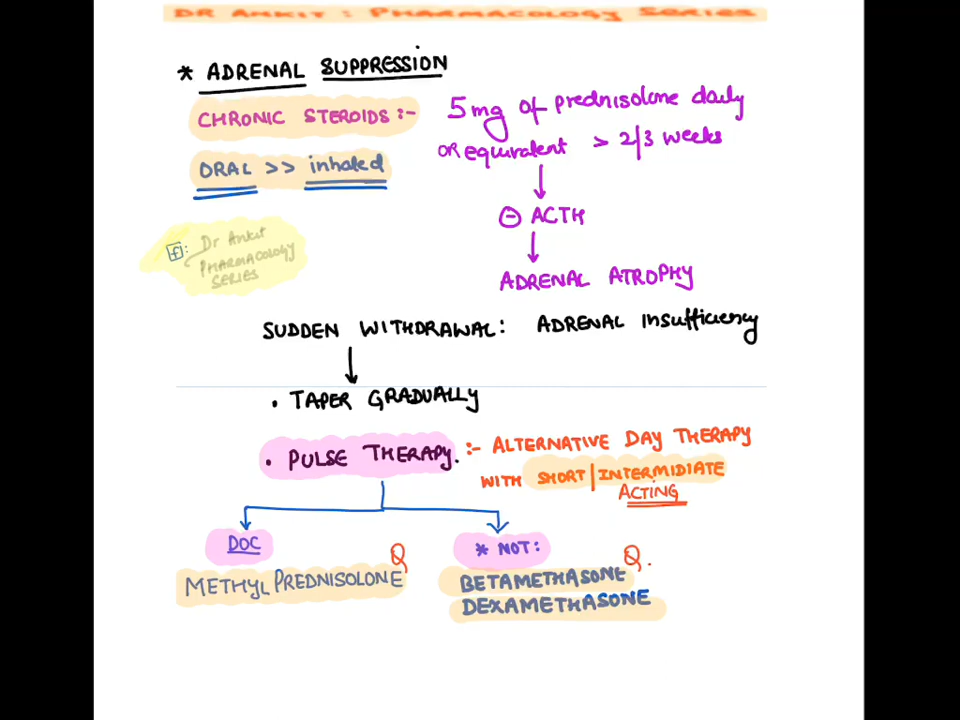 DR ANKIT : PHARMACOLOGY SERIES
* ADRENAL SUPPRESSION
CHRONIC STEROIDS :-
5mg of prednisolone daily
OR equivalent > 2/3 weeks
ORAL >> inhaled
⊖ ACTH
f: Dr Ankit
PHARMACOLOGY
SERIES
ADRENAL ATROPHY
SUDDEN WITHDRAWAL: ADRENAL Insufficiency
• TAPER GRADUALLY
• PULSE THERAPY. :- ALTERNATIVE DAY THERAPY
WITH SHORT | INTERMIDIATE
ACTING
DOC
* NOT:
METHYLPREDNISOLONE Q
BETAMETHASONE Q.
DEXAMETHASONE